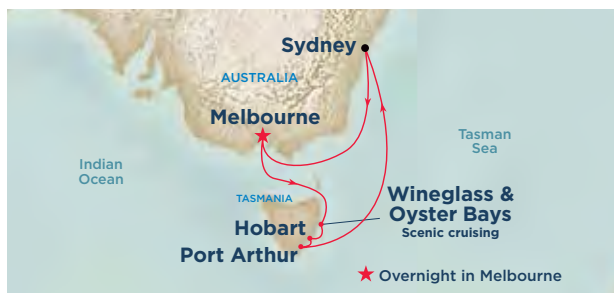 Sydney
AUSTRALIA
Melbourne
Tasman
Sea
Indian
Ocean
TASMANIA
Wineglass &
Oyster Bays
Scenic cruising
Hobart
Port Arthur
Overnight in Melbourne